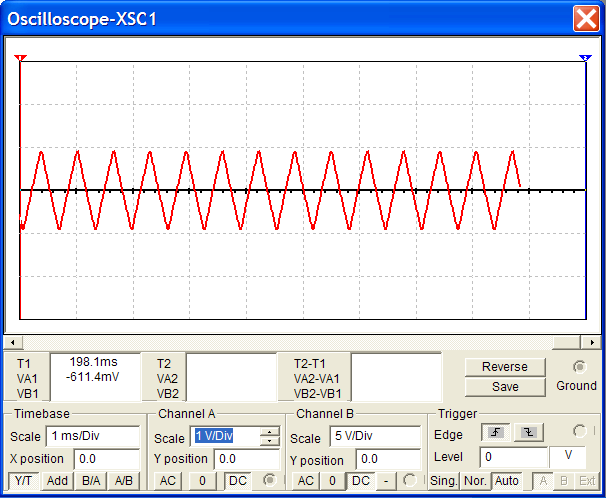 Oscilloscope-XSC1
1
2
T1 198.1ms T2 T2-T1 Reverse
VA1 -611.4mV VA2 VA2-VA1
VB1 VB2 VB2-VB1 Save Ground
Timebase Channel A Channel B Trigger
Scale 1 ms/Div Scale 1 V/Div Scale 5 V/Div Edge
X position 0.0 Y position 0.0 Y position 0.0 Level 0 V
Y/T Add B/A A/B AC 0 DC AC 0 DC - Sing. Nor. Auto A B Ext